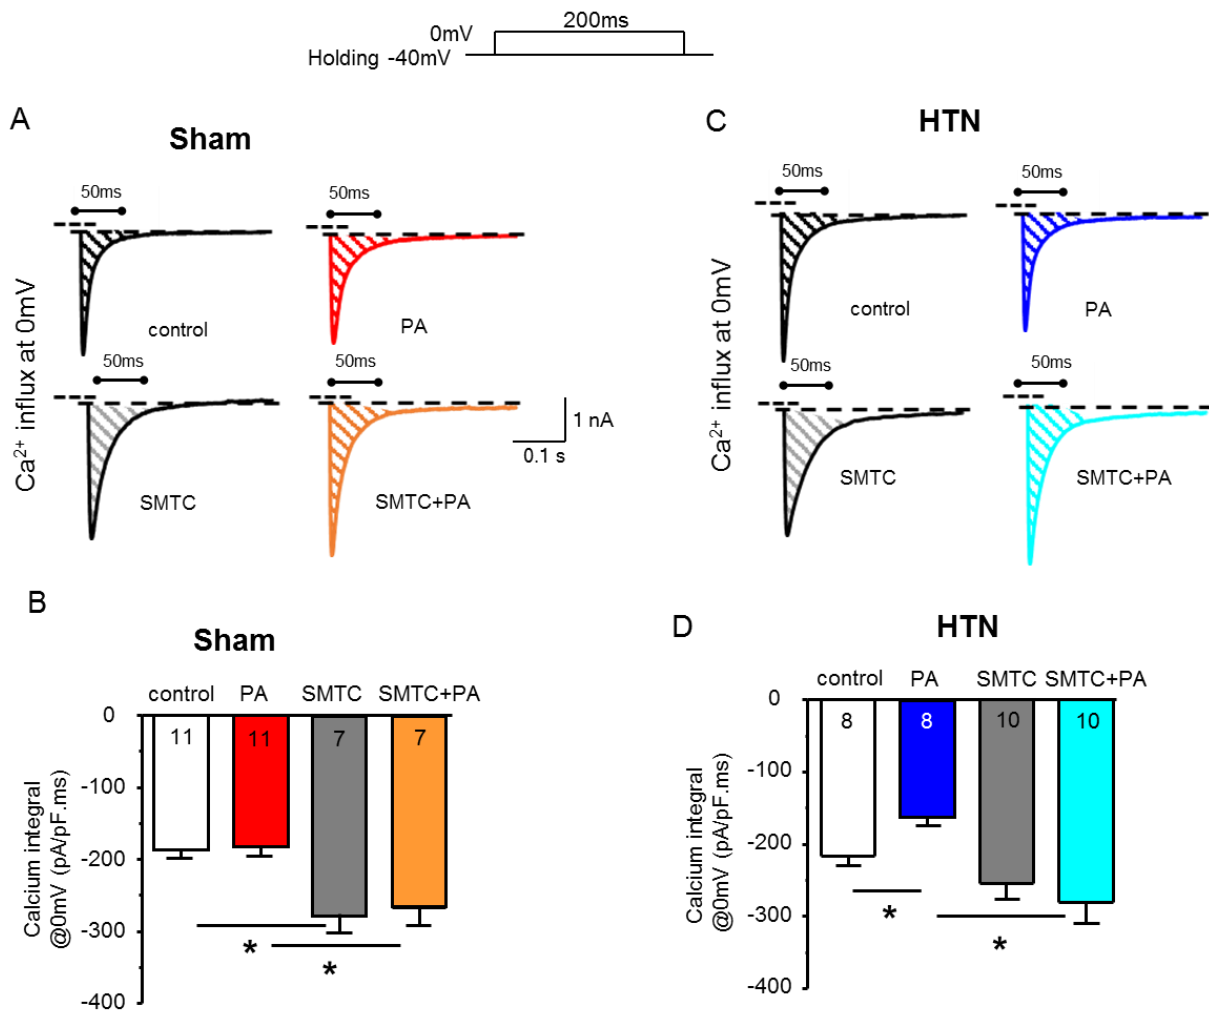 0mV
200ms
Holding -40mV
A
Sham
50ms
50ms
control
PA
50ms
50ms
SMTC
SMTC+PA
1 nA
0.1 s
Ca²⁺ influx at 0mV
C
HTN
50ms
50ms
control
PA
50ms
50ms
SMTC
SMTC+PA
Ca²⁺ influx at 0mV
B
Sham
control PA SMTC SMTC+PA
0
-100
-200
-300
-400
11 11 7 7
*
*
Calcium integral
@0mV (pA/pF.ms)
D
HTN
control PA SMTC SMTC+PA
0
-100
-200
-300
-400
8 8 10 10
*
*
Calcium integral
@0mV (pA/pF.ms)